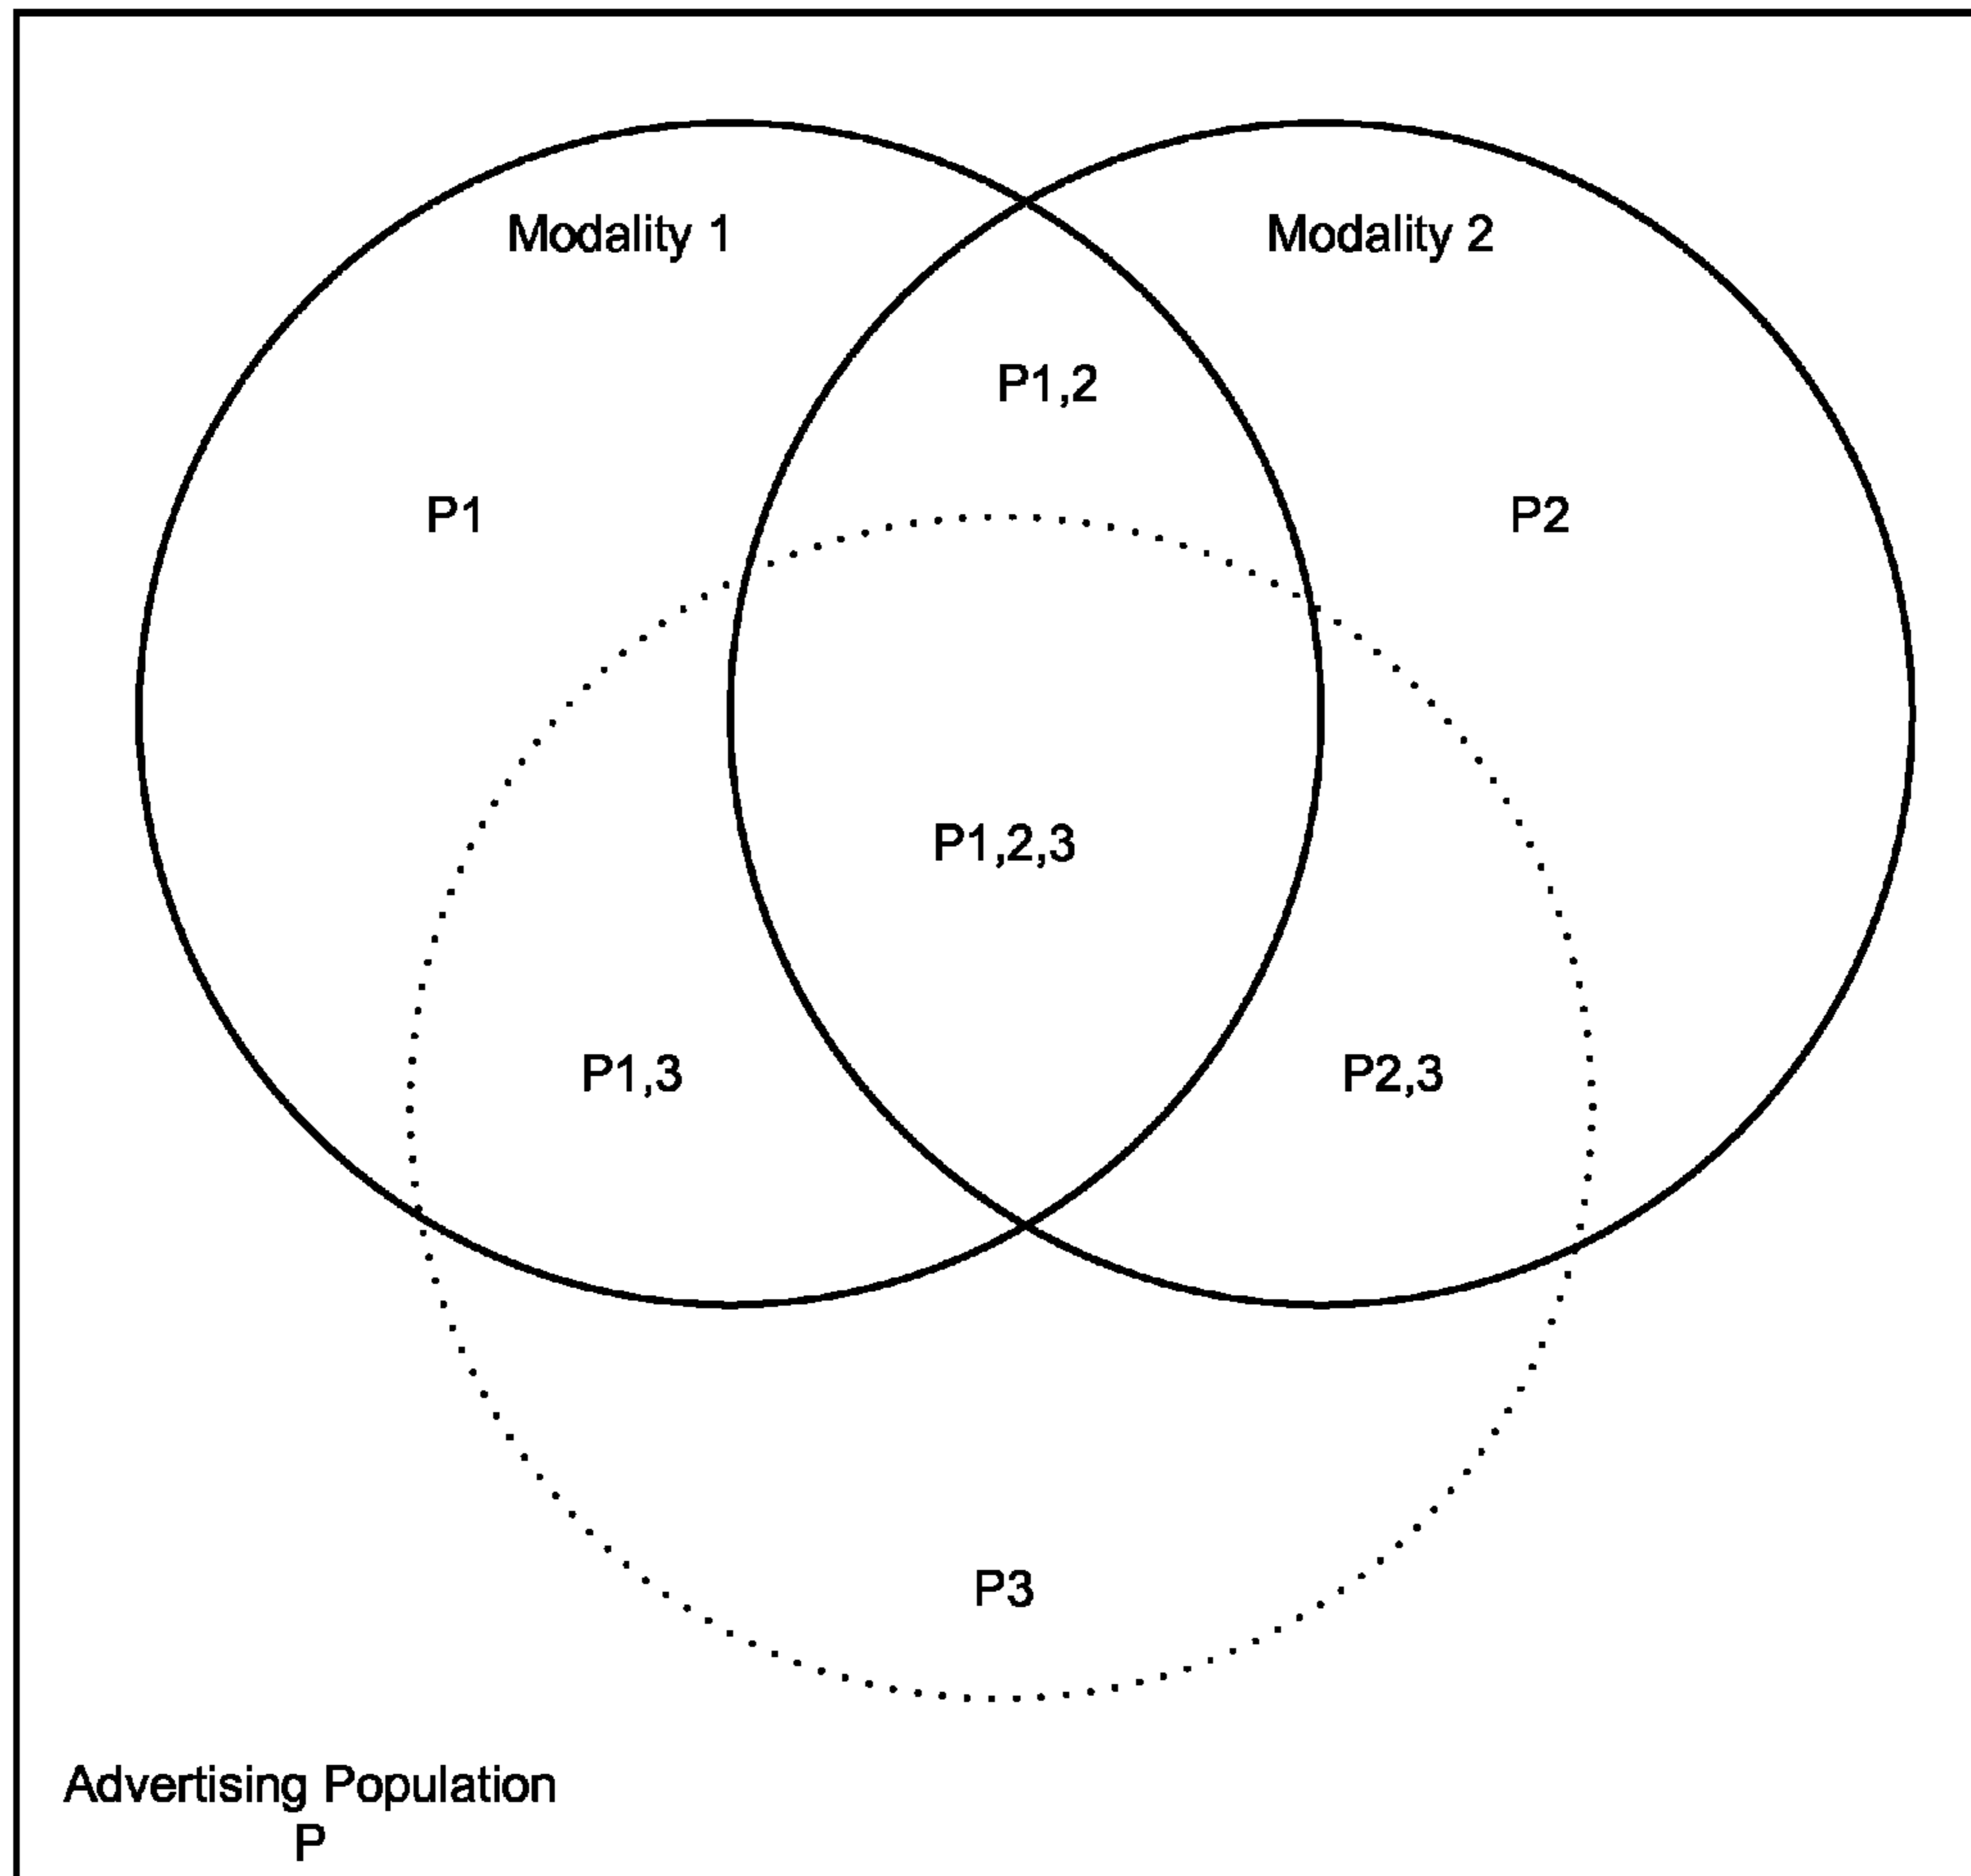 Modality 1
Modality 2
P1,2
P1
P2
P1,2,3
P1,3
P2,3
P3
Advertising Population
P